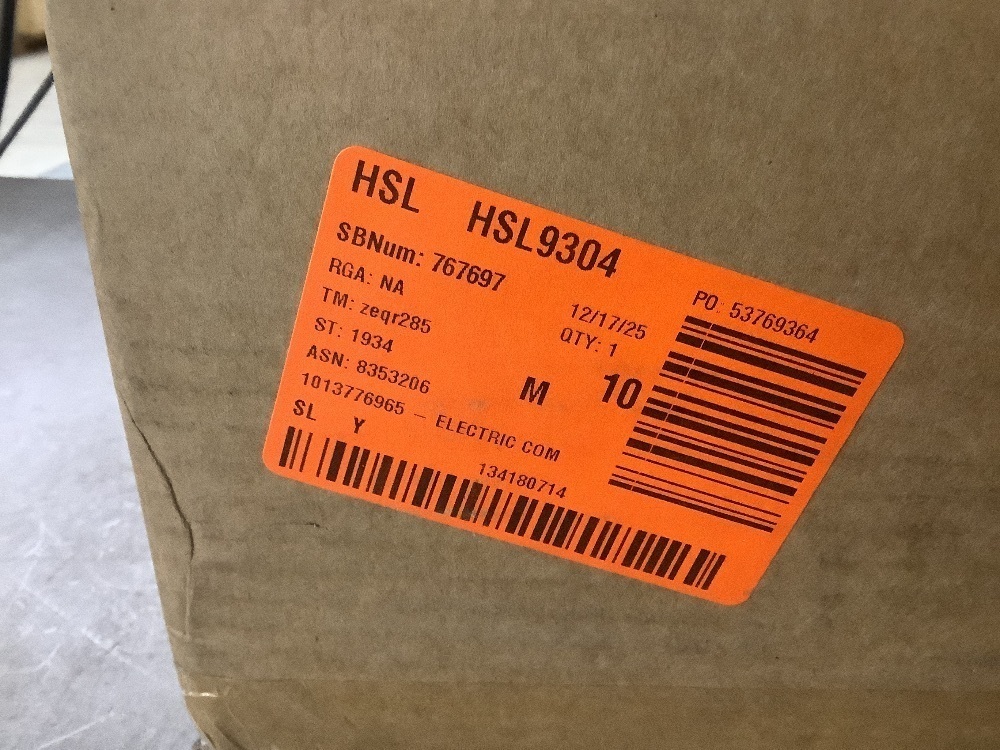 HSL HSL9304
SBNum: 767697
RGA: NA
TM: zeqr285
ST: 1934
ASN: 8353206
1013776965 - ELECTRIC COM
SL Y
134180714
12/17/25
QTY: 1
M 10
PO: 53769364